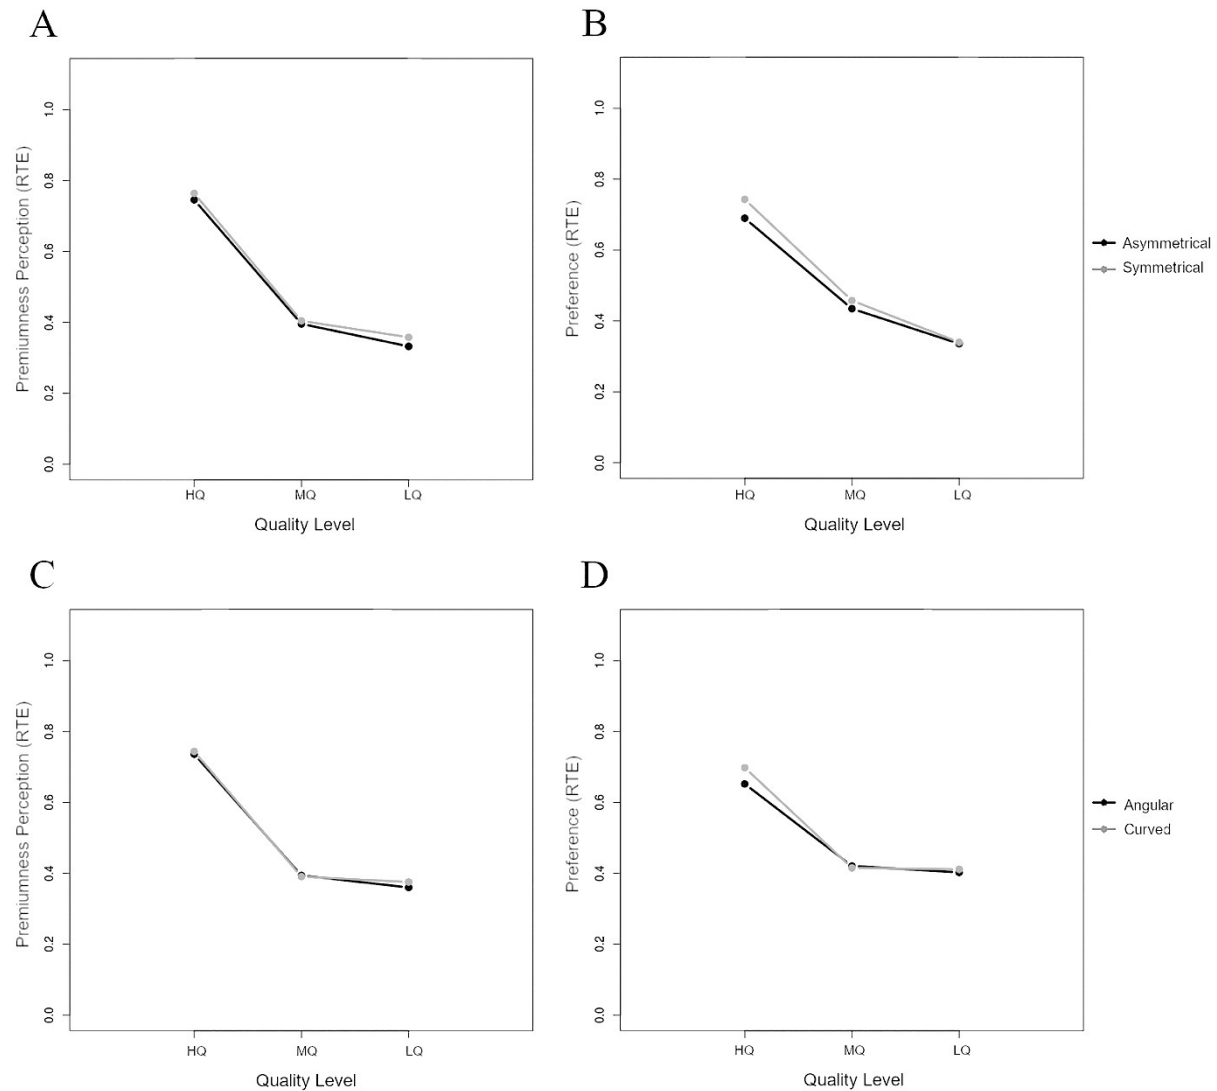 A
Premiumness Perception (RTE)
1.0
0.8
0.6
0.4
0.2
0.0
HQ MQ LQ
Quality Level
B
Preference (RTE)
1.0
0.8
0.6
0.4
0.2
0.0
HQ MQ LQ
Quality Level
Asymmetrical
Symmetrical
C
Premiumness Perception (RTE)
1.0
0.8
0.6
0.4
0.2
0.0
HQ MQ LQ
Quality Level
D
Preference (RTE)
1.0
0.8
0.6
0.4
0.2
0.0
HQ MQ LQ
Quality Level
Angular
Curved